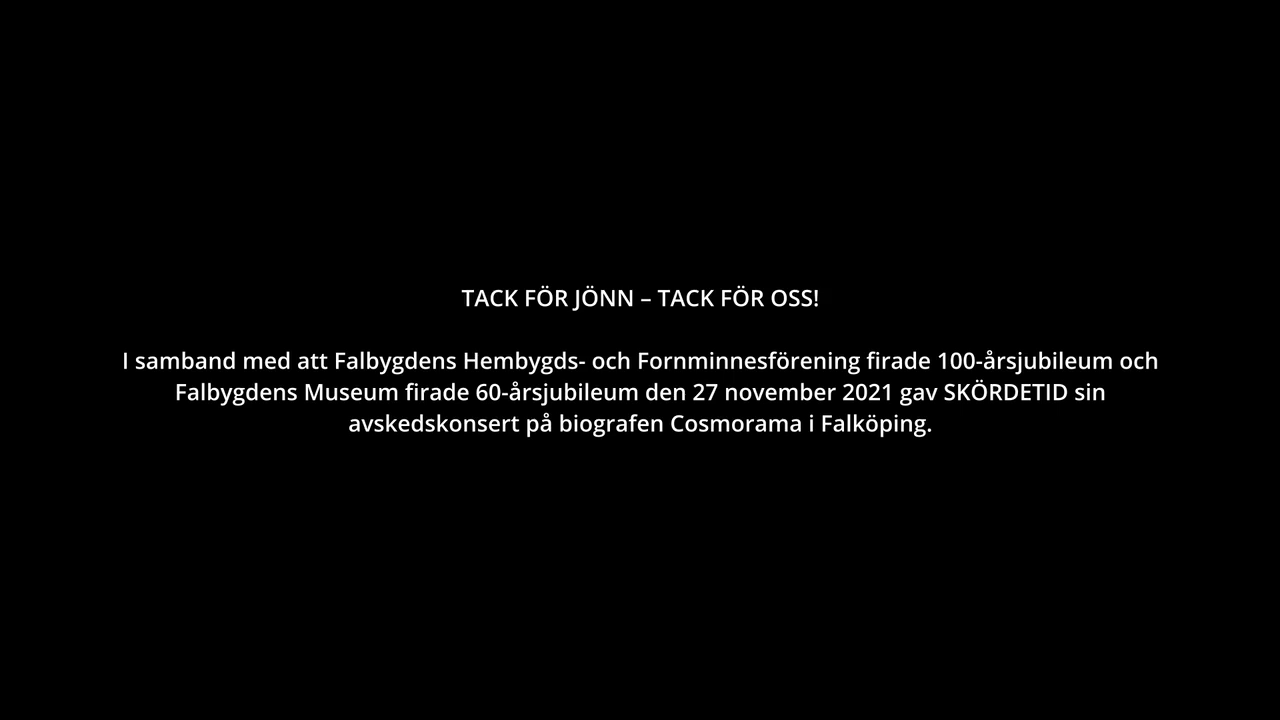 TACK FÖR JÖNN – TACK FÖR OSS!
I samband med att Falbygdens Hembygds- och Fornminnesförening firade 100-årsjubileum och
Falbygdens Museum firade 60-årsjubileum den 27 november 2021 gav SKÖRDETID sin
avskedskonsert på biografen Cosmorama i Falköping.